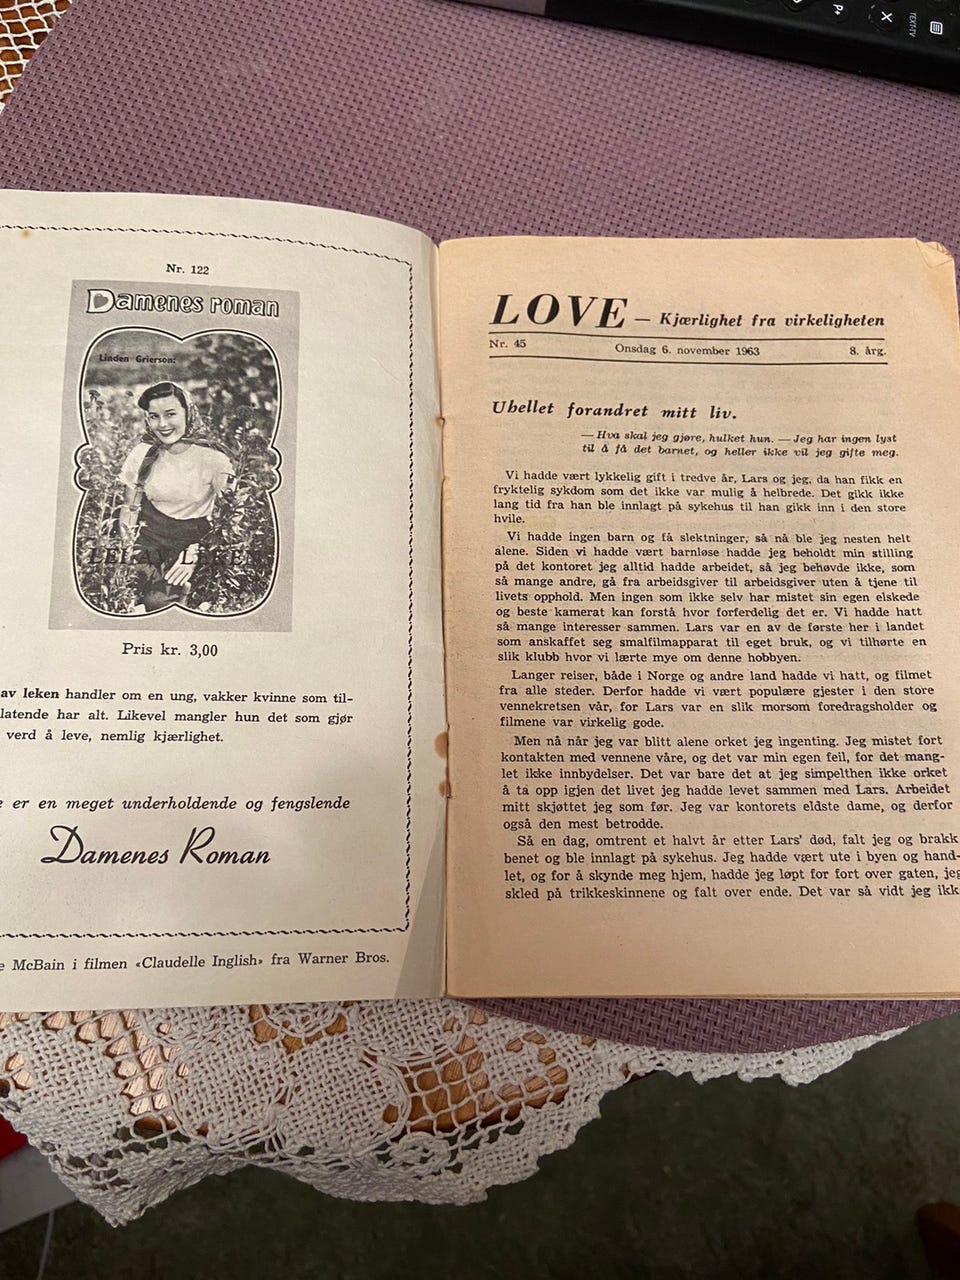 TEXT-TV
P+
Nr. 122
Damenes roman
Linden Grierson:
LEK AV LEKEN
Pris kr. 3,00
av leken handler om en ung, vakker kvinne som til-
latende har alt. Likevel mangler hun det som gjør
verd å leve, nemlig kjærlighet.
er en meget underholdende og fengslende
Damenes Roman
McBain i filmen «Claudelle Inglish» fra Warner Bros.
LOVE — Kjærlighet fra virkeligheten
Nr. 45 Onsdag 6. november 1963 8. årg.
Uhellet forandret mitt liv.
— Hva skal jeg gjøre, hulket hun. — Jeg har ingen lyst
til å få det barnet, og heller ikke vil jeg gifte meg.
Vi hadde vært lykkelig gift i tredve år, Lars og jeg, da han fikk en
fryktelig sykdom som det ikke var mulig å helbrede. Det gikk ikke
lang tid fra han ble innlagt på sykehus til han gikk inn i den store
hvile.
Vi hadde ingen barn og få slektninger, så nå ble jeg nesten helt
alene. Siden vi hadde vært barnløse hadde jeg beholdt min stilling
på det kontoret jeg alltid hadde arbeidet, så jeg behøvde ikke, som
så mange andre, gå fra arbeidsgiver til arbeidsgiver uten å tjene til
livets opphold. Men ingen som ikke selv har mistet sin egen elskede
og beste kamerat kan forstå hvor forferdelig det er. Vi hadde hatt
så mange interesser sammen. Lars var en av de første her i landet
som anskaffet seg smalfilmapparat til eget bruk, og vi tilhørte en
slik klubb hvor vi lærte mye om denne hobbyen.
Langer reiser, både i Norge og andre land hadde vi hatt, og filmet
fra alle steder. Derfor hadde vi vært populære gjester i den store
vennekretsen vår, for Lars var en slik morsom foredragsholder og
filmene var virkelig gode.
Men nå når jeg var blitt alene orket jeg ingenting. Jeg mistet fort
kontakten med vennene våre, og det var min egen feil, for det mang-
let ikke innbydelser. Det var bare det at jeg simpelthen ikke orket
å ta opp igjen det livet jeg hadde levet sammen med Lars. Arbeidet
mitt skjøttet jeg som før. Jeg var kontorets eldste dame, og derfor
også den mest betrodde.
Så en dag, omtrent et halvt år etter Lars' død, falt jeg og brakk
benet og ble innlagt på sykehus. Jeg hadde vært ute i byen og hand-
let, og for å skynde meg hjem, hadde jeg løpt for fort over gaten, jeg
skled på trikkeskinnene og falt over ende. Det var så vidt jeg ikk